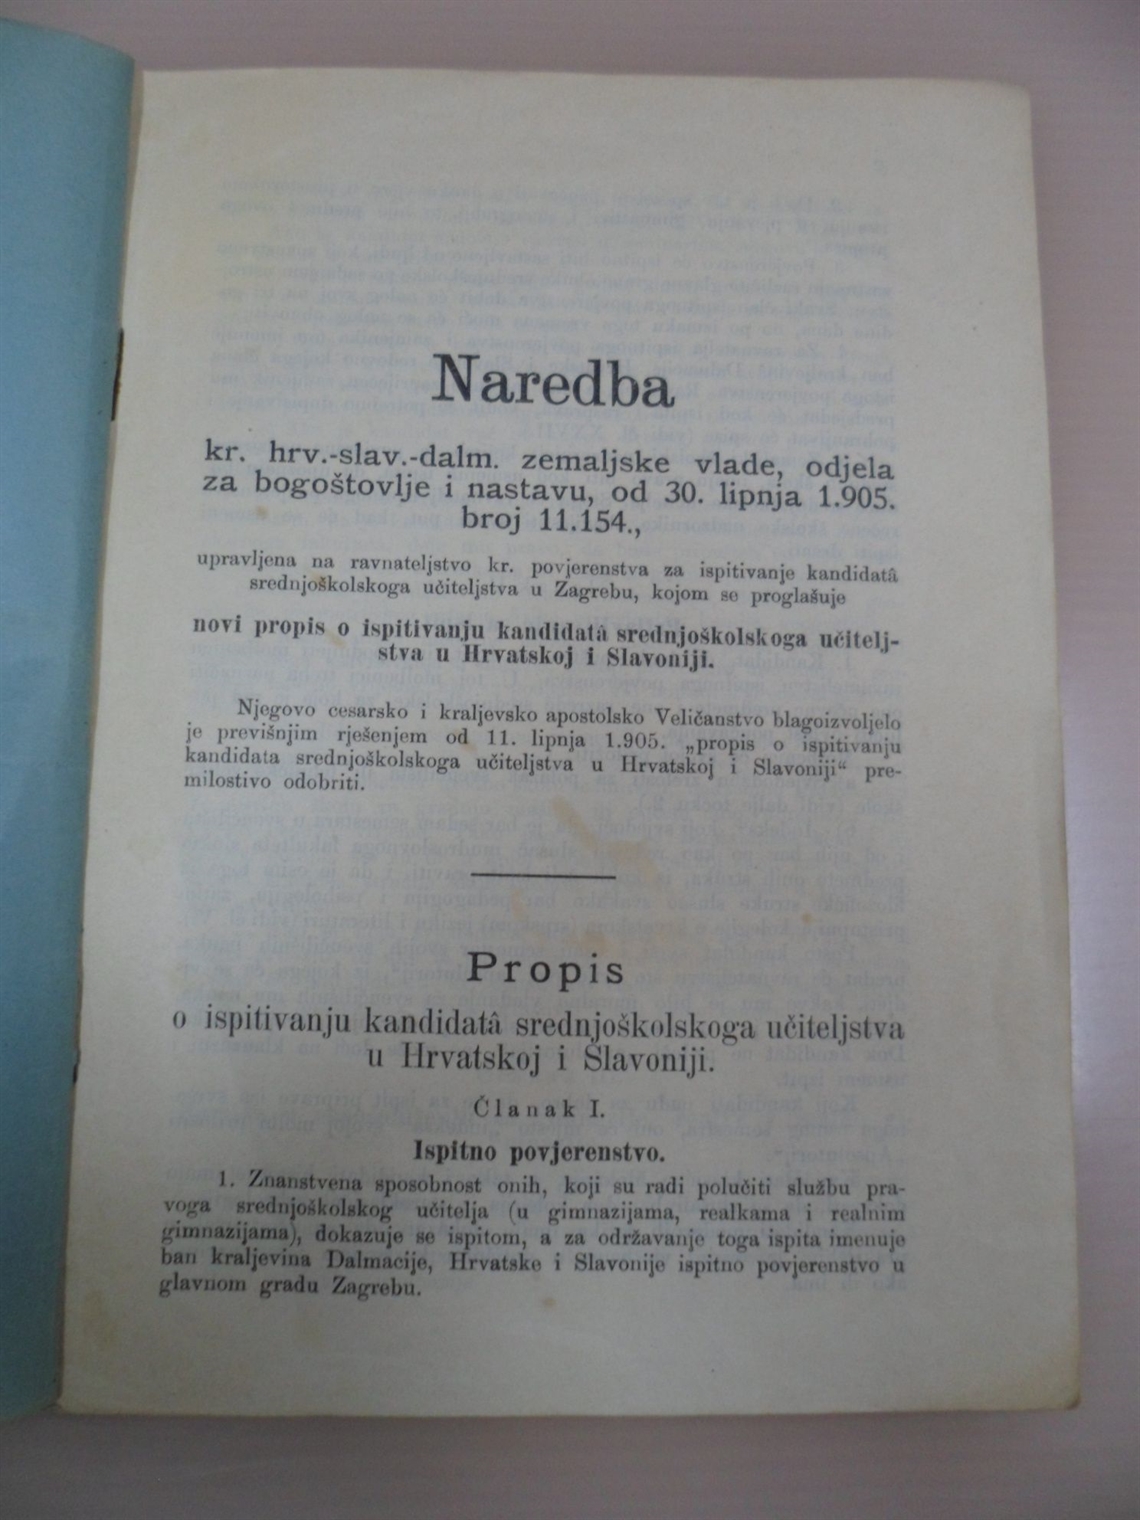 Naredba
kr. hrv.-slav.-dalm. zemaljske vlade, odjela
za bogoštovlje i nastavu, od 30. lipnja 1.905.
broj 11.154.,
upravljena na ravnateljstvo kr. povjerenstva za ispitivanje kandidatâ
srednjoškolskoga učiteljstva u Zagrebu, kojom se proglašuje
novi propis o ispitivanju kandidatâ srednjoškolskoga učitelj-
stva u Hrvatskoj i Slavoniji.
Njegovo cesarsko i kraljevsko apostolsko Veličanstvo blagoizvoljelo
je previšnjim rješenjem od 11. lipnja 1.905. „propis o ispitivanju
kandidata srednjoškolskoga učiteljstva u Hrvatskoj i Slavoniji“ pre-
milostivo odobriti.
Propis
o ispitivanju kandidatâ srednjoškolskoga učiteljstva
u Hrvatskoj i Slavoniji.
Članak I.
Ispitno povjerenstvo.
1. Znanstvena sposobnost onih, koji su radi polučiti službu pra-
voga srednjoškolskog učitelja (u gimnazijama, realkama i realnim
gimnazijama), dokazuje se ispitom, a za održavanje toga ispita imenuje
ban kraljevina Dalmacije, Hrvatske i Slavonije ispitno povjerenstvo u
glavnom gradu Zagrebu.